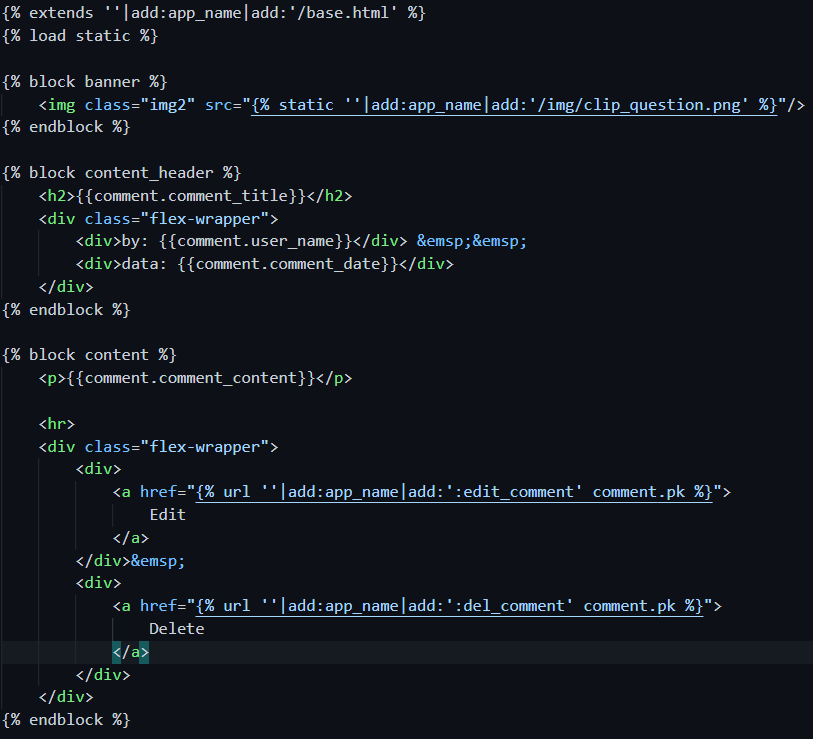 {% extends ''|add:app_name|add:'/base.html' %}
{% load static %}
{% block banner %}
<img class="img2" src="{% static ''|add:app_name|add:'/img/clip_question.png' %}"/>
{% endblock %}
{% block content_header %}
<h2>{{comment.comment_title}}</h2>
<div class="flex-wrapper">
<div>by: {{comment.user_name}}</div> &emsp;&emsp;
<div>data: {{comment.comment_date}}</div>
</div>
{% endblock %}
{% block content %}
<p>{{comment.comment_content}}</p>
<hr>
<div class="flex-wrapper">
<div>
<a href="{% url ''|add:app_name|add:':edit_comment' comment.pk %}">
Edit
</a>
</div>&emsp;
<div>
<a href="{% url ''|add:app_name|add:':del_comment' comment.pk %}">
Delete
</a>
</div>
</div>
{% endblock %}